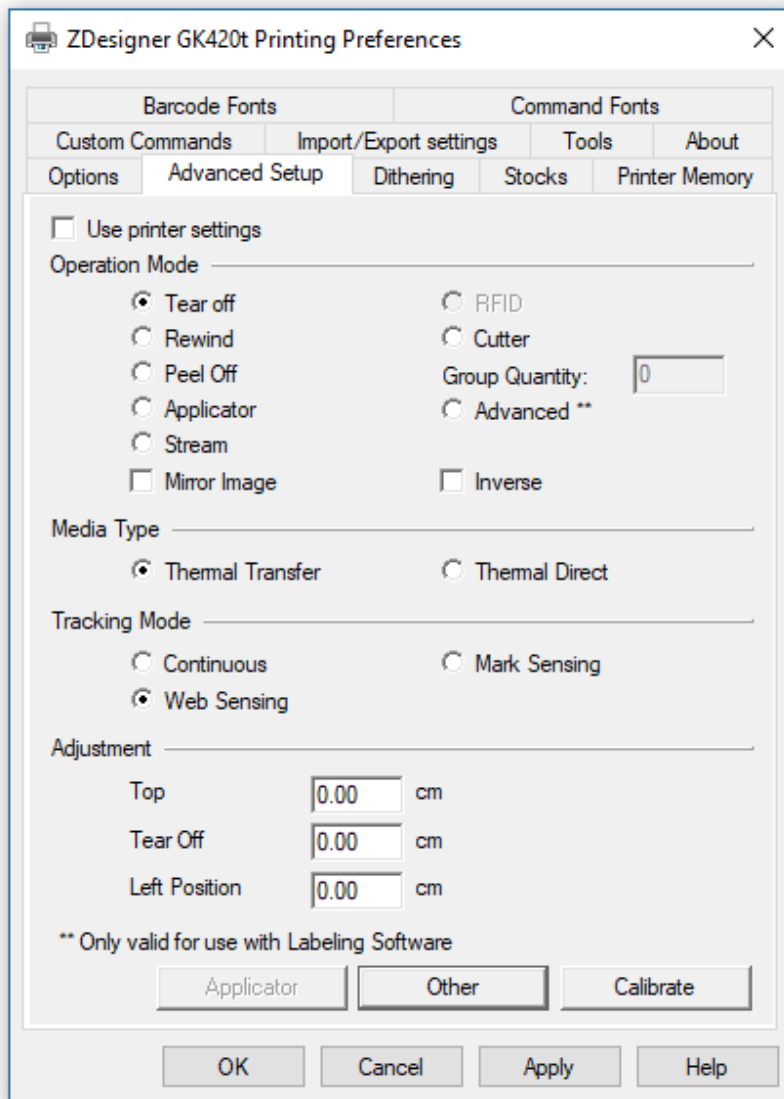 ZDesigner GK420t Printing Preferences
Barcode Fonts Command Fonts
Custom Commands Import/Export settings Tools About
Options Advanced Setup Dithering Stocks Printer Memory
Use printer settings
Operation Mode
Tear off RFID
Rewind Cutter
Peel Off Group Quantity: 0
Applicator Advanced **
Stream
Mirror Image Inverse
Media Type
Thermal Transfer Thermal Direct
Tracking Mode
Continuous Mark Sensing
Web Sensing
Adjustment
Top 0.00 cm
Tear Off 0.00 cm
Left Position 0.00 cm
** Only valid for use with Labeling Software
Applicator Other Calibrate
OK Cancel Apply Help